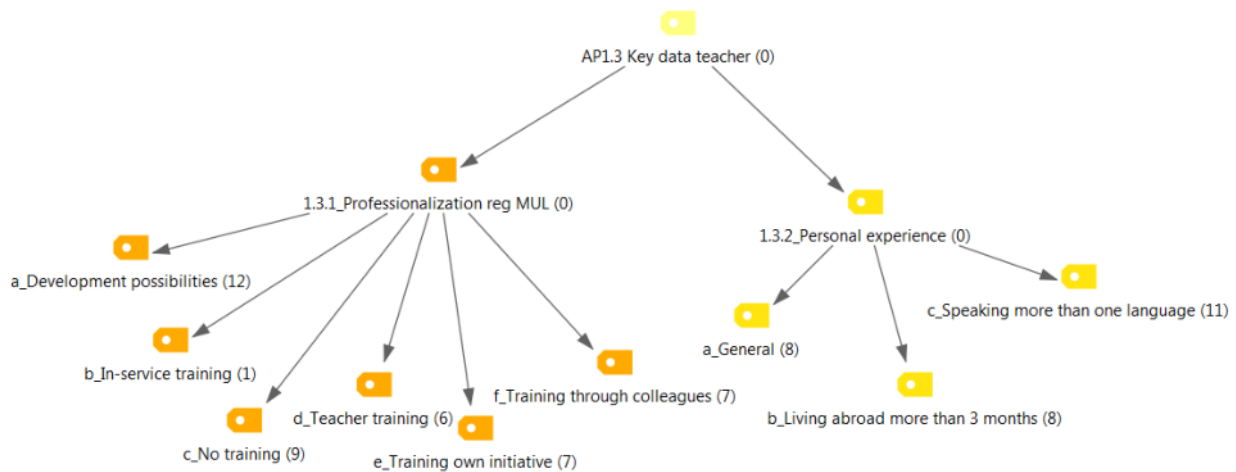 AP1.3 Key data teacher (0)
1.3.1_Professionalization reg MUL (0)
1.3.2_Personal experience (0)
a_Development possibilities (12)
b_In-service training (1)
c_No training (9)
d_Teacher training (6)
e_Training own initiative (7)
f_Training through colleagues (7)
a_General (8)
b_Living abroad more than 3 months (8)
c_Speaking more than one language (11)